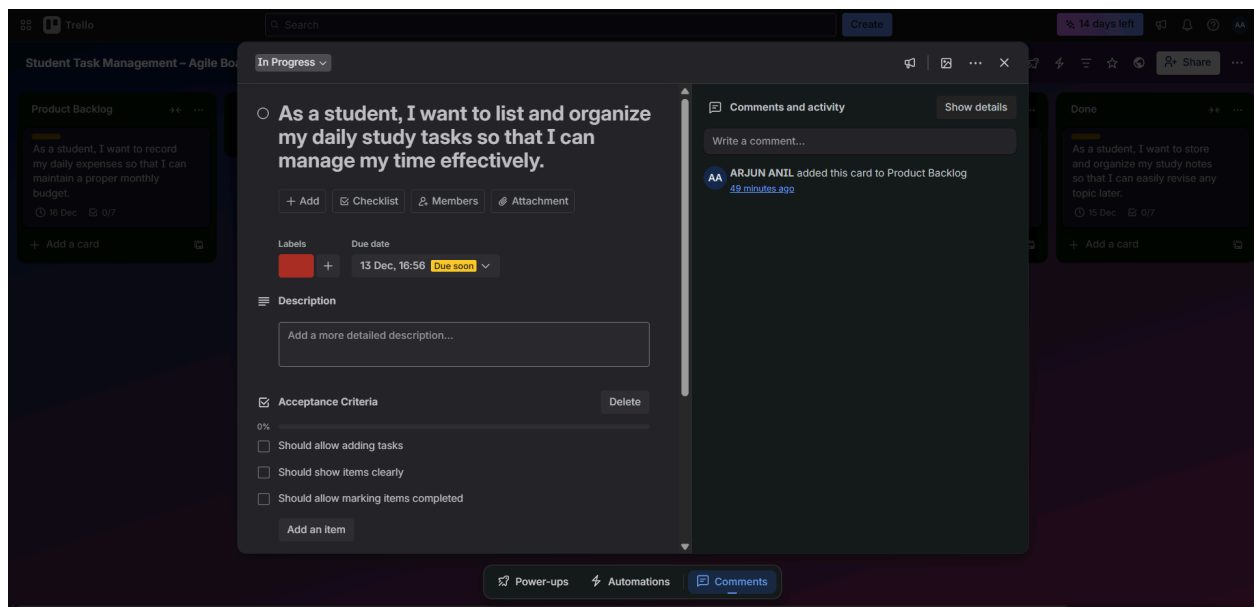 Trello
Search
Create
14 days left
AA
Student Task Management – Agile Boa
Share
Product Backlog
As a student, I want to record
my daily expenses so that I can
maintain a proper monthly
budget.
16 Dec 0/7
+ Add a card
In Progress
As a student, I want to list and organize
my daily study tasks so that I can
manage my time effectively.
+ Add
Checklist
Members
Attachment
Labels
Due date
+
13 Dec, 16:56 Due soon
Description
Add a more detailed description...
Acceptance Criteria
Delete
0%
Should allow adding tasks
Should show items clearly
Should allow marking items completed
Add an item
Comments and activity
Show details
Write a comment...
AA
ARJUN ANIL added this card to Product Backlog
49 minutes ago
Done
As a student, I want to store
and organize my study notes
so that I can easily revise any
topic later.
15 Dec 0/7
+ Add a card
Power-ups
Automations
Comments